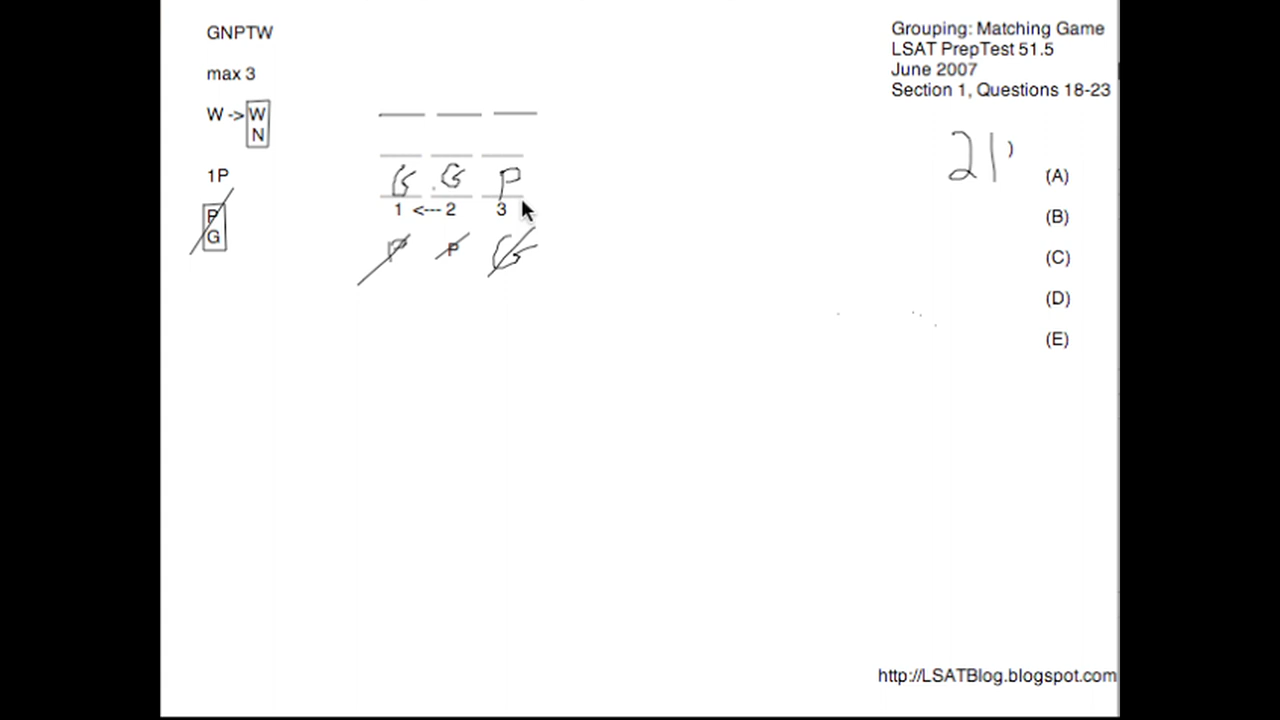 GNPTW
max 3
W -> W
N
1P
P
G
G G P
1 <--- 2 3
P P G
Grouping: Matching Game
LSAT PrepTest 51.5
June 2007
Section 1, Questions 18-23
21)
(A)
(B)
(C)
(D)
(E)
http://LSATBlog.blogspot.com